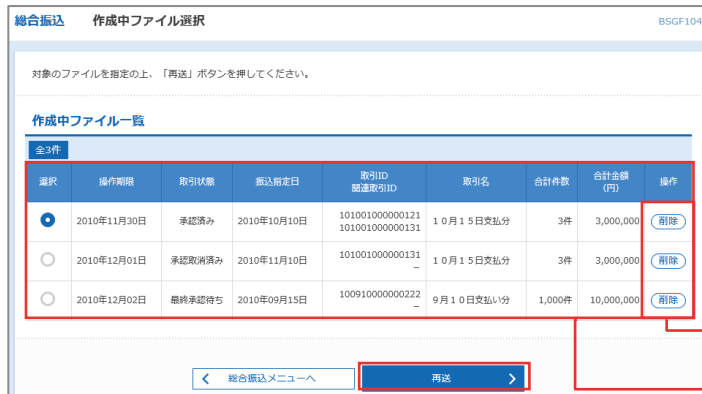 総合振込 作成中ファイル選択 BSGF104
対象のファイルを指定の上、「再送」ボタンを押してください。
作成中ファイル一覧
全3件
選択 操作期限 取引状態 振込指定日 取引ID 関連取引ID 取引名 合計件数 合計金額(円) 操作
2010年11月30日 承認済み 2010年10月10日 101001000000121 101001000000131 10月15日支払分 3件 3,000,000 削除
2010年12月01日 承認取消済み 2010年11月10日 101001000000131 − 10月15日支払分 3件 3,000,000 削除
2010年12月02日 最終承認待ち 2010年09月15日 100910000000222 − 9月10日支払い分 1,000件 10,000,000 削除
総合振込メニューへ 再送